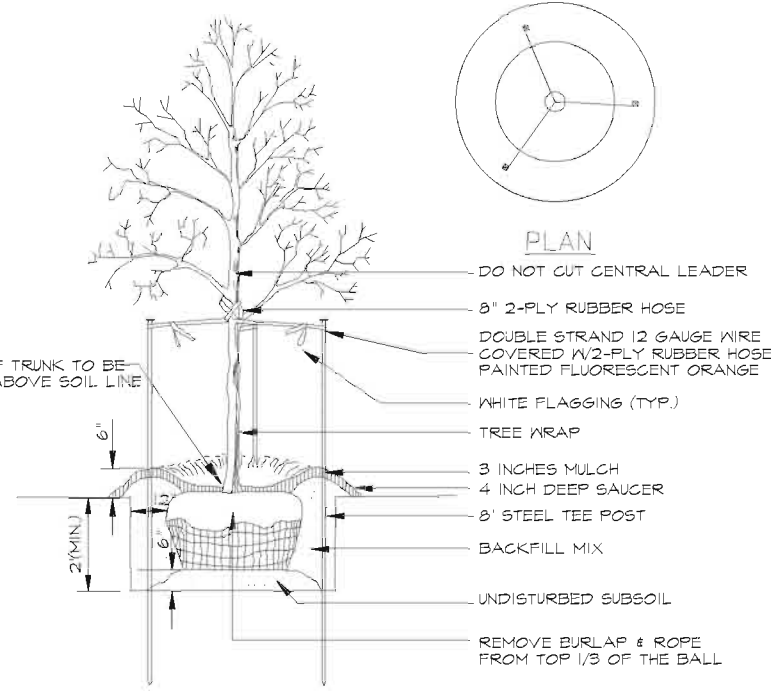 PLAN
DO NOT CUT CENTRAL LEADER
8" 2-PLY RUBBER HOSE
DOUBLE STRAND 12 GAUGE WIRE
COVERED W/2-PLY RUBBER HOSE
PAINTED FLUORESCENT ORANGE
WHITE FLAGGING (TYP.)
TREE WRAP
3 INCHES MULCH
4 INCH DEEP SAUCER
8' STEEL TEE POST
BACKFILL MIX
UNDISTURBED SUBSOIL
REMOVE BURLAP & ROPE
FROM TOP 1/3 OF THE BALL
TRUNK TO BE
ABOVE SOIL LINE
6"
2'(MIN.)
6"